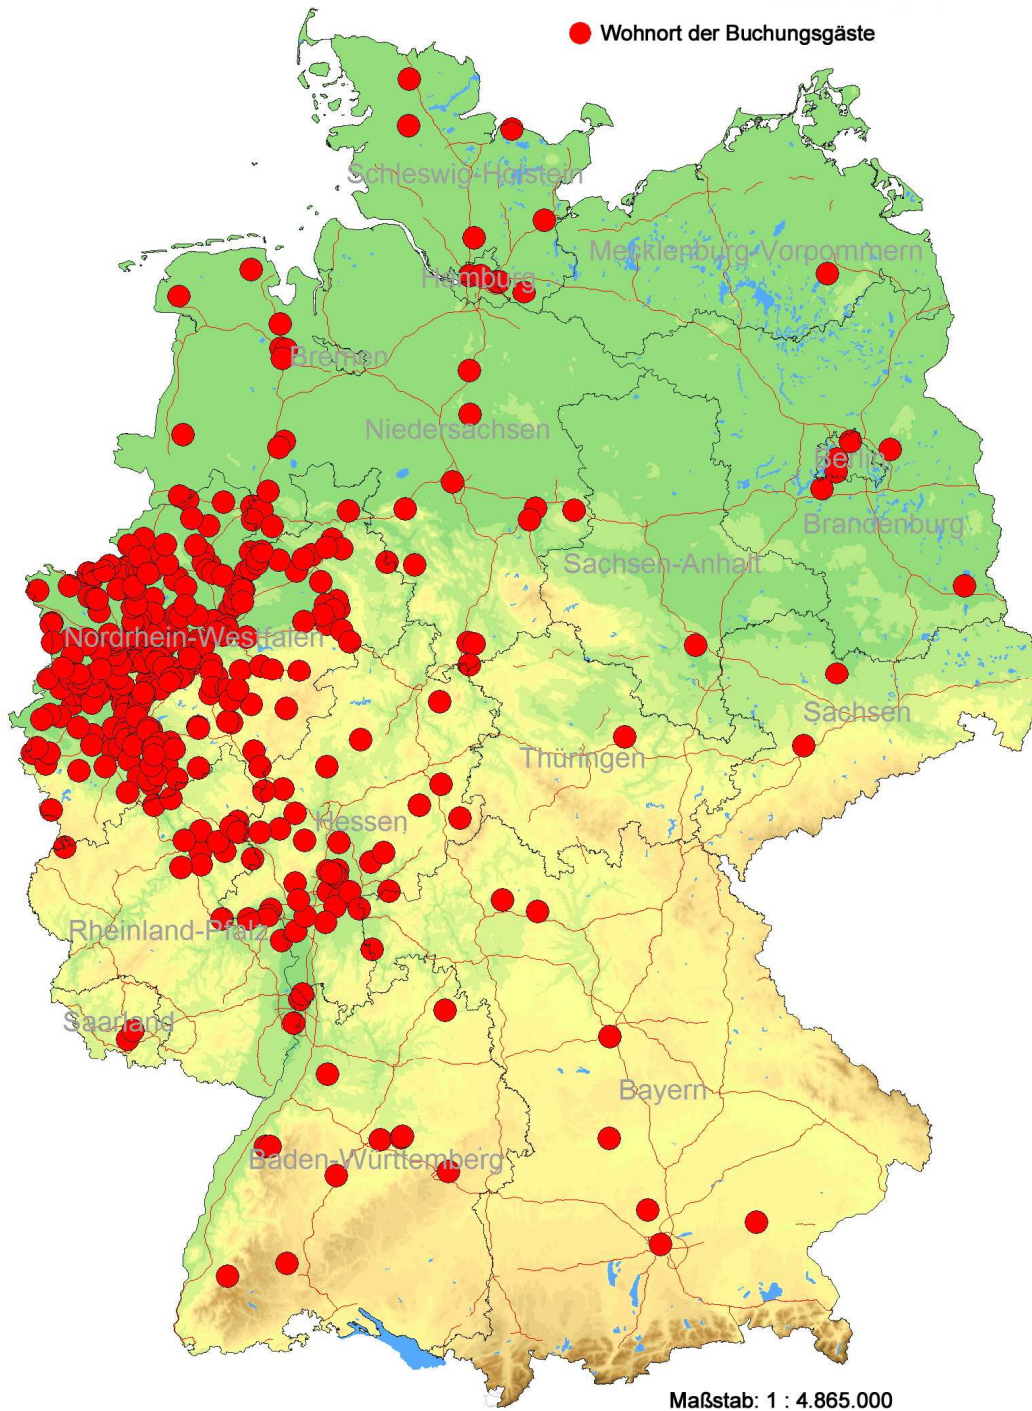 Wohnort der Buchungsgäste
Schleswig-Holstein
Mecklenburg-Vorpommern
Hamburg
Bremen
Niedersachsen
Berlin
Brandenburg
Sachsen-Anhalt
Nordrhein-Westfalen
Sachsen
Thüringen
Hessen
Rheinland-Pfalz
Saarland
Bayern
Baden-Württemberg
Maßstab: 1 : 4.865.000